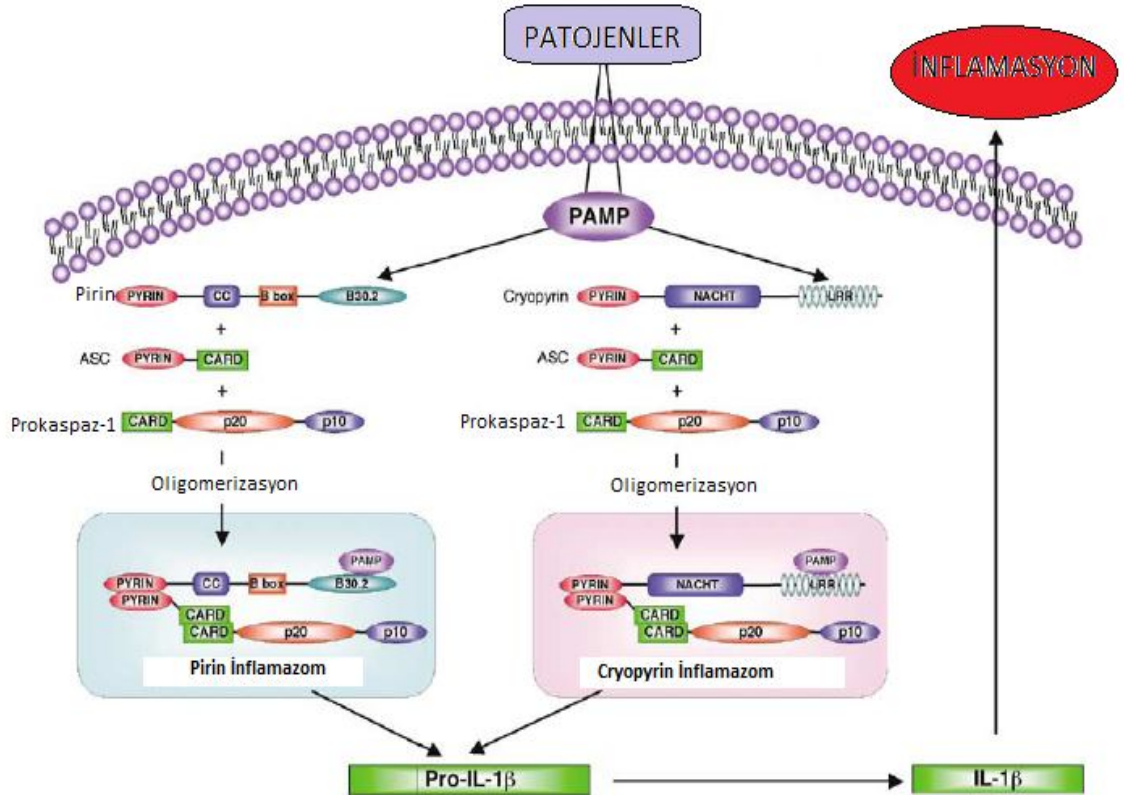 PATOJENLER
İNFLAMASYON
PAMP
Pirin PYRIN CC B box B30.2
Cryopyrin PYRIN NACHT LRR
+
+
ASC PYRIN CARD
ASC PYRIN CARD
+
+
Prokaspaz-1 CARD p20 p10
Prokaspaz-1 CARD p20 p10
Oligomerizasyon
Oligomerizasyon
PAMP
PYRIN CC B box B30.2
PYRIN
CARD
CARD p20 p10
Pirin İnflamazom
PAMP
PYRIN NACHT LRR
PYRIN
CARD
CARD p20 p10
Cryopyrin İnflamazom
Pro-IL-1β
IL-1β